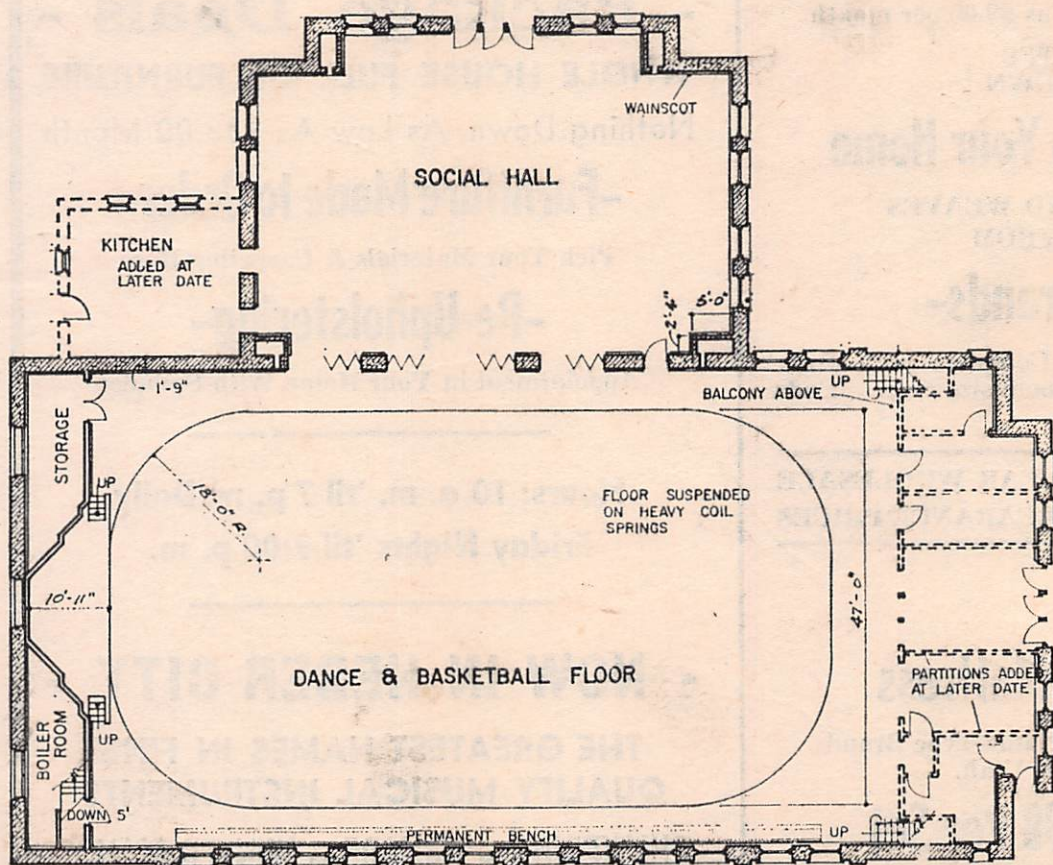 WAINSCOT
SOCIAL HALL
KITCHEN
ADDED AT
LATER DATE
2'-4"
5'-0"
1'-9"
UP
BALCONY ABOVE
STORAGE
UP
18'-0" R.
FLOOR SUSPENDED
ON HEAVY COIL
SPRINGS
10'-11"
47'-0"
DANCE & BASKETBALL FLOOR
PARTITIONS ADDED
AT LATER DATE
BOILER
ROOM
UP
DOWN 5'
PERMANENT BENCH
UP